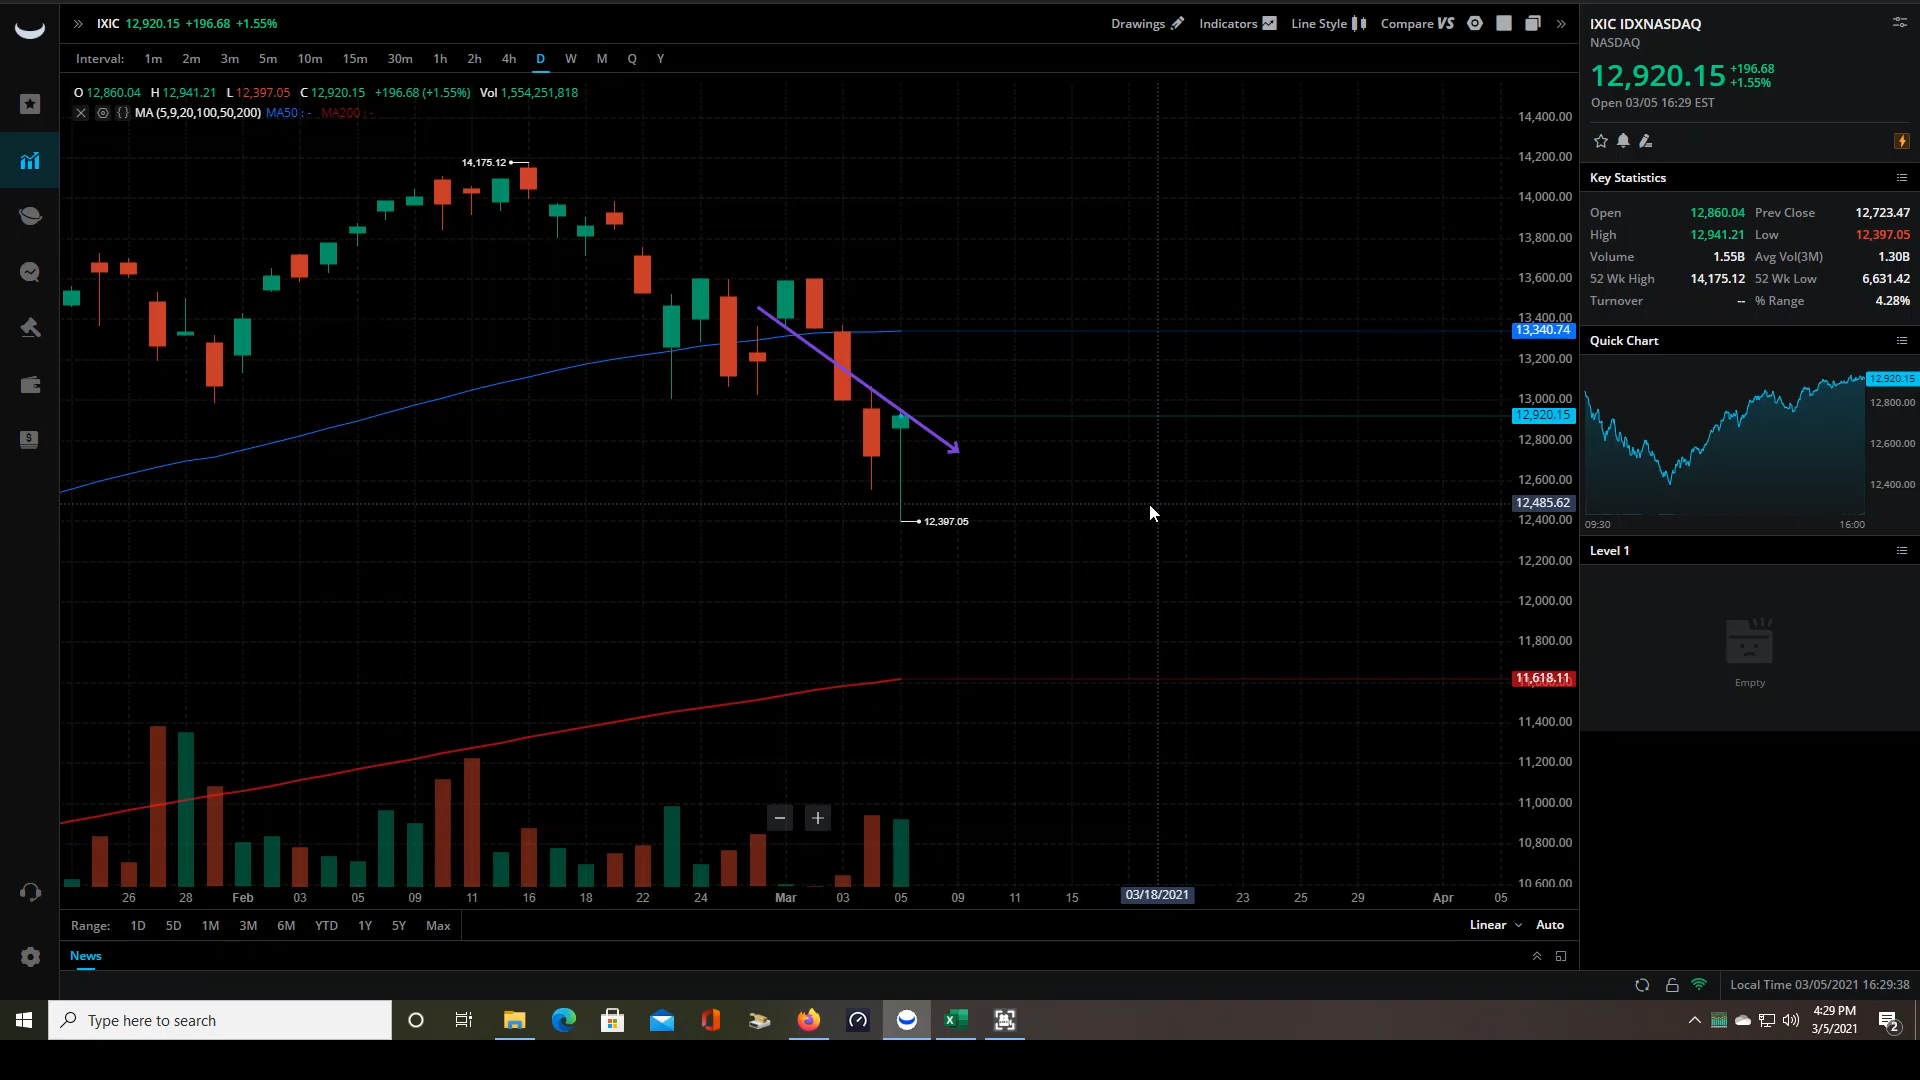 IXIC 12,920.15 +196.68 +1.55%
Drawings Indicators Line Style Compare VS
Interval: 1m 2m 3m 5m 10m 15m 30m 1h 2h 4h D W M Q Y
O 12,860.04 H 12,941.21 L 12,397.05 C 12,920.15 +196.68 (+1.55%) Vol 1,554,251,818
MA (5,9,20,100,50,200) MA50 : - MA200 : -
14,175.12
12,397.05
14,400.00
14,200.00
14,000.00
13,800.00
13,600.00
13,400.00
13,340.74
13,200.00
13,000.00
12,920.15
12,800.00
12,600.00
12,485.62
12,400.00
12,200.00
12,000.00
11,800.00
11,618.11
11,400.00
11,200.00
11,000.00
10,800.00
10,600.00
26 28 Feb 03 05 09 11 16 18 22 24 Mar 03 05 09 11 15 03/18/2021 23 25 29 Apr 05
Range: 1D 5D 1M 3M 6M YTD 1Y 5Y Max
Linear Auto
News
IXIC IDXNASDAQ
NASDAQ
12,920.15 +196.68
+1.55%
Open 03/05 16:29 EST
Key Statistics
Open 12,860.04 Prev Close 12,723.47
High 12,941.21 Low 12,397.05
Volume 1.55B Avg Vol(3M) 1.30B
52 Wk High 14,175.12 52 Wk Low 6,631.42
Turnover -- % Range 4.28%
Quick Chart
12,920.15
12,800.00
12,600.00
12,400.00
09:30 16:00
Level 1
Empty
Local Time 03/05/2021 16:29:38
Type here to search
4:29 PM
3/5/2021
2